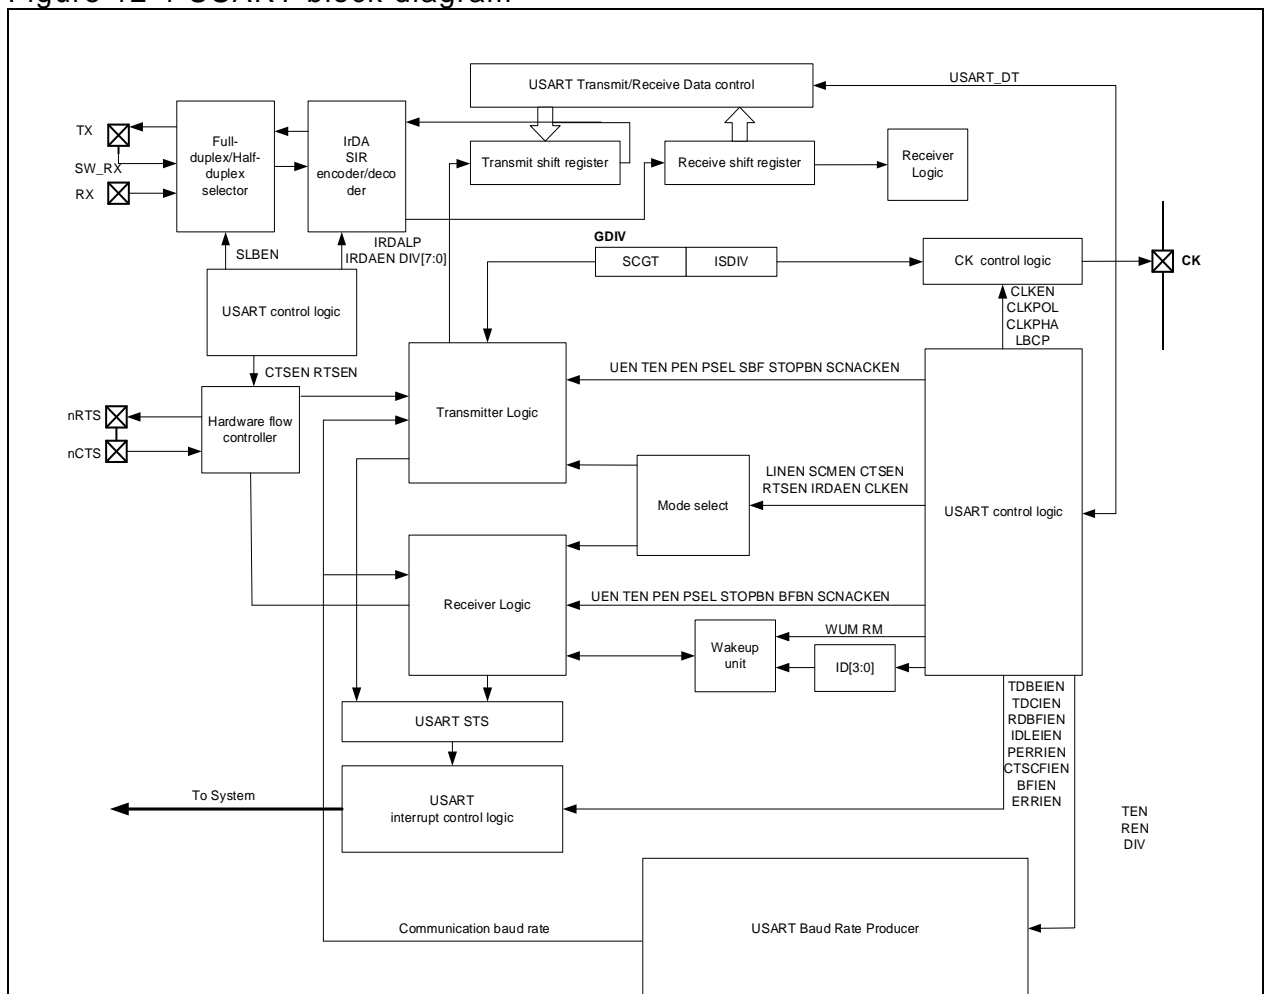 Figure 12-1 USART block diagram
USART Transmit/Receive Data control
USART_DT
TX
SW_RX
RX
Full-
duplex/Half-
duplex
selector
IrDA
SIR
encoder/deco
der
Transmit shift register
Receive shift register
Receiver
Logic
SLBEN
IRDALP
IRDAEN DIV[7:0]
GDIV
SCGT
ISDIV
CK control logic
CK
USART control logic
CLKEN
CLKPOL
CLKPHA
LBCP
CTSEN RTSEN
UEN TEN PEN PSEL SBF STOPBN SCNACKEN
nRTS
nCTS
Hardware flow
controller
Transmitter Logic
LINEN SCMEN CTSEN
RTSEN IRDAEN CLKEN
Mode select
USART control logic
Receiver Logic
UEN TEN PEN PSEL STOPBN BFBN SCNACKEN
WUM RM
Wakeup
unit
ID[3:0]
TDBEIEN
TDCIEN
RDBFIEN
IDLEIEN
PERRIEN
CTSCFIEN
BFIEN
ERRIEN
USART STS
To System
USART
interrupt control logic
TEN
REN
DIV
Communication baud rate
USART Baud Rate Producer